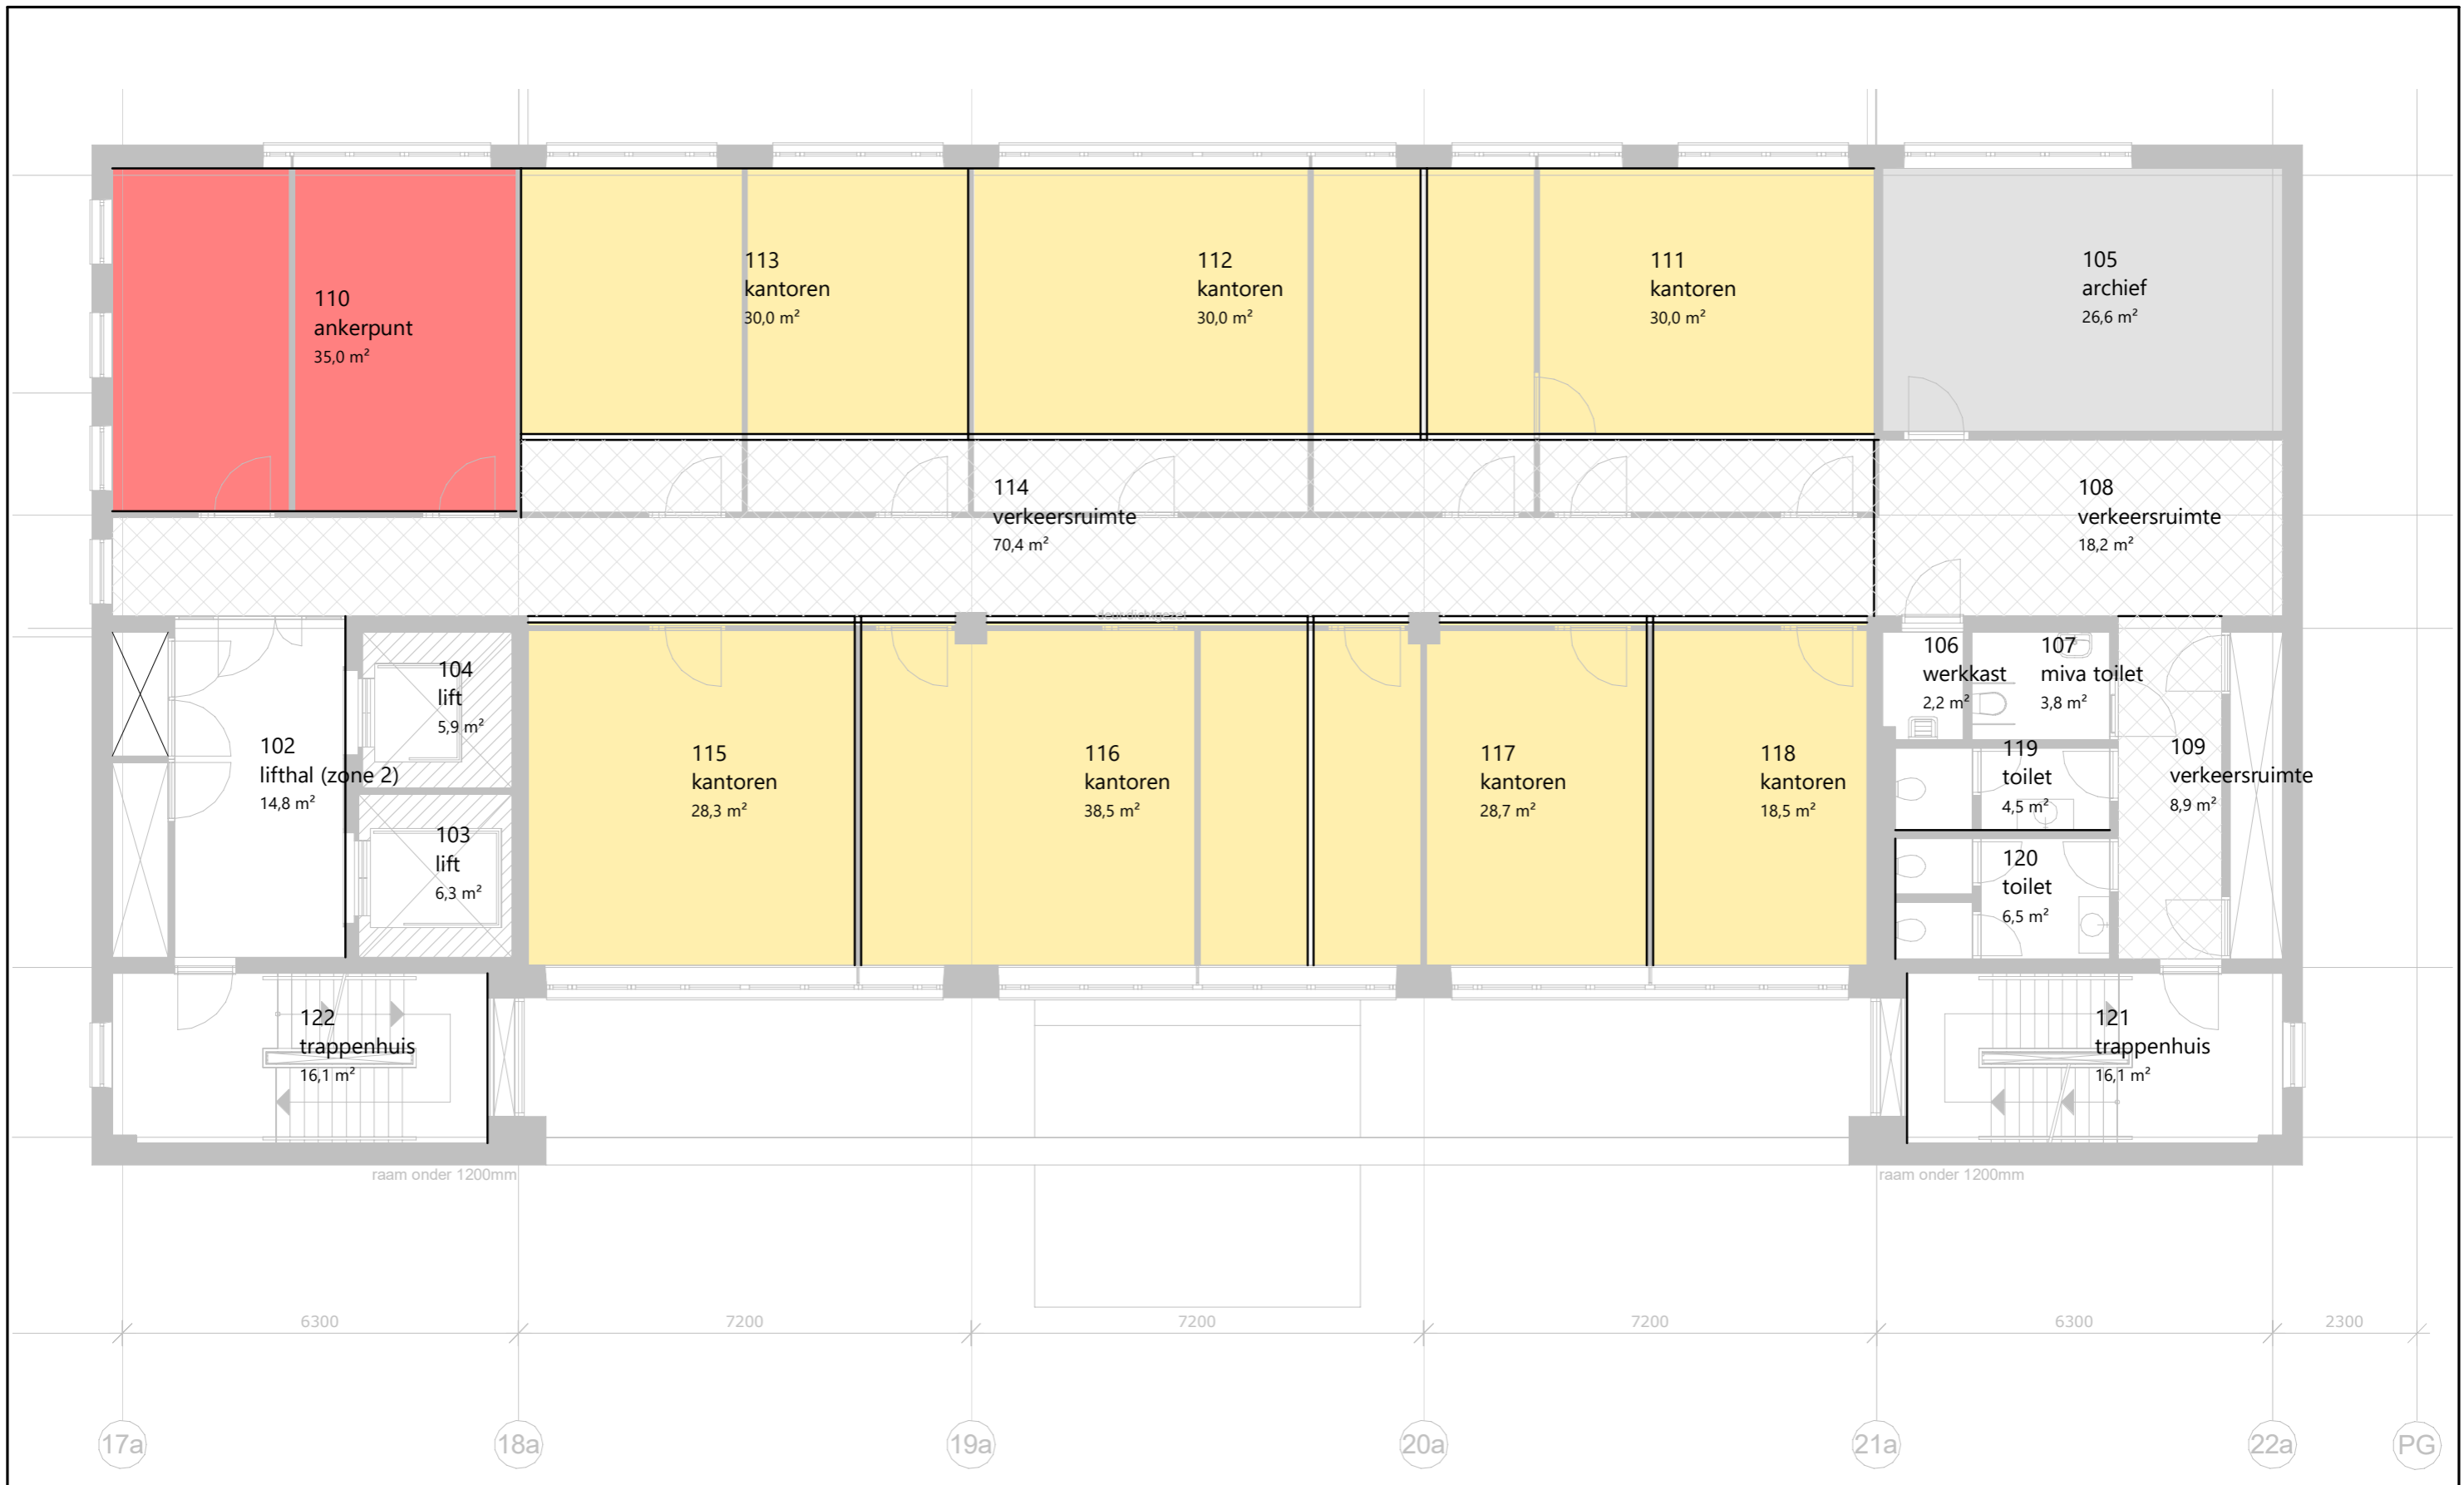 110
ankerpunt
35,0 m²
113
kantoren
30,0 m²
112
kantoren
30,0 m²
111
kantoren
30,0 m²
105
archief
26,6 m²
114
verkeersruimte
70,4 m²
108
verkeersruimte
18,2 m²
deur dichtgezet
102
lifthal (zone 2)
14,8 m²
104
lift
5,9 m²
103
lift
6,3 m²
115
kantoren
28,3 m²
116
kantoren
38,5 m²
117
kantoren
28,7 m²
118
kantoren
18,5 m²
106
werkkast
2,2 m²
107
miva toilet
3,8 m²
119
toilet
4,5 m²
109
verkeersruimte
8,9 m²
120
toilet
6,5 m²
122
trappenhuis
16,1 m²
121
trappenhuis
16,1 m²
raam onder 1200mm
raam onder 1200mm
6300
7200
7200
7200
6300
2300
17a
18a
19a
20a
21a
22a
PG